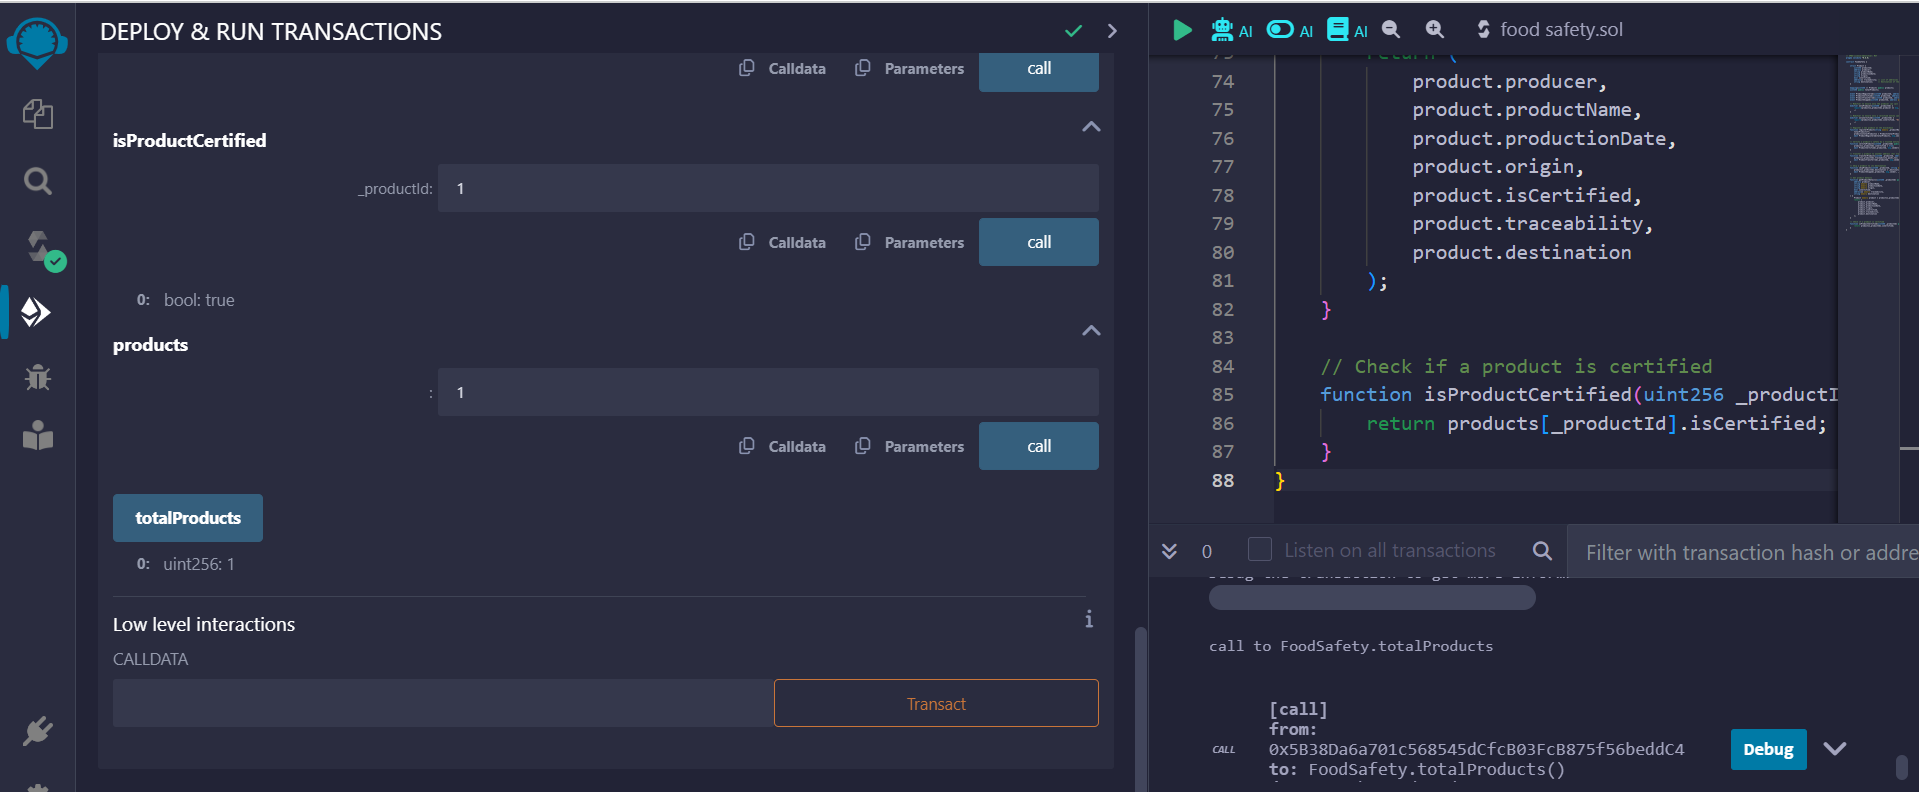 DEPLOY & RUN TRANSACTIONS
Calldata
Parameters
call
isProductCertified
_productId:
1
Calldata
Parameters
call
0: bool: true
products
:
1
Calldata
Parameters
call
totalProducts
0: uint256: 1
Low level interactions
i
CALLDATA
Transact
AI
AI
AI
food safety.sol
return (
74 product.producer,
75 product.productName,
76 product.productionDate,
77 product.origin,
78 product.isCertified,
79 product.traceability,
80 product.destination
81 );
82 }
83
84 // Check if a product is certified
85 function isProductCertified(uint256 _productI
86 return products[_productId].isCertified;
87 }
88 }
0
Listen on all transactions
Filter with transaction hash or addre
call to FoodSafety.totalProducts
CALL
[call]
from:
0x5B38Da6a701c568545dCfcB03FcB875f56beddC4
to: FoodSafety.totalProducts()
Debug